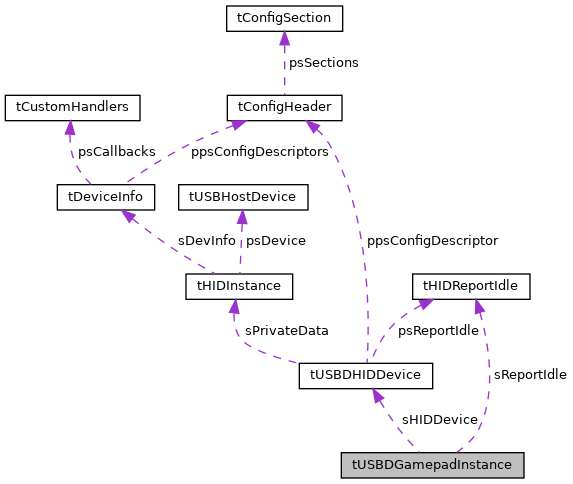 tConfigSection
psSections
tCustomHandlers
tConfigHeader
psCallbacks
ppsConfigDescriptors
tDeviceInfo
tUSBHostDevice
sDevInfo
psDevice
ppsConfigDescriptor
tHIDInstance
tHIDReportIdle
sPrivateData
psReportIdle
tUSBDHIDDevice
sReportIdle
sHIDDevice
tUSBDGamepadInstance